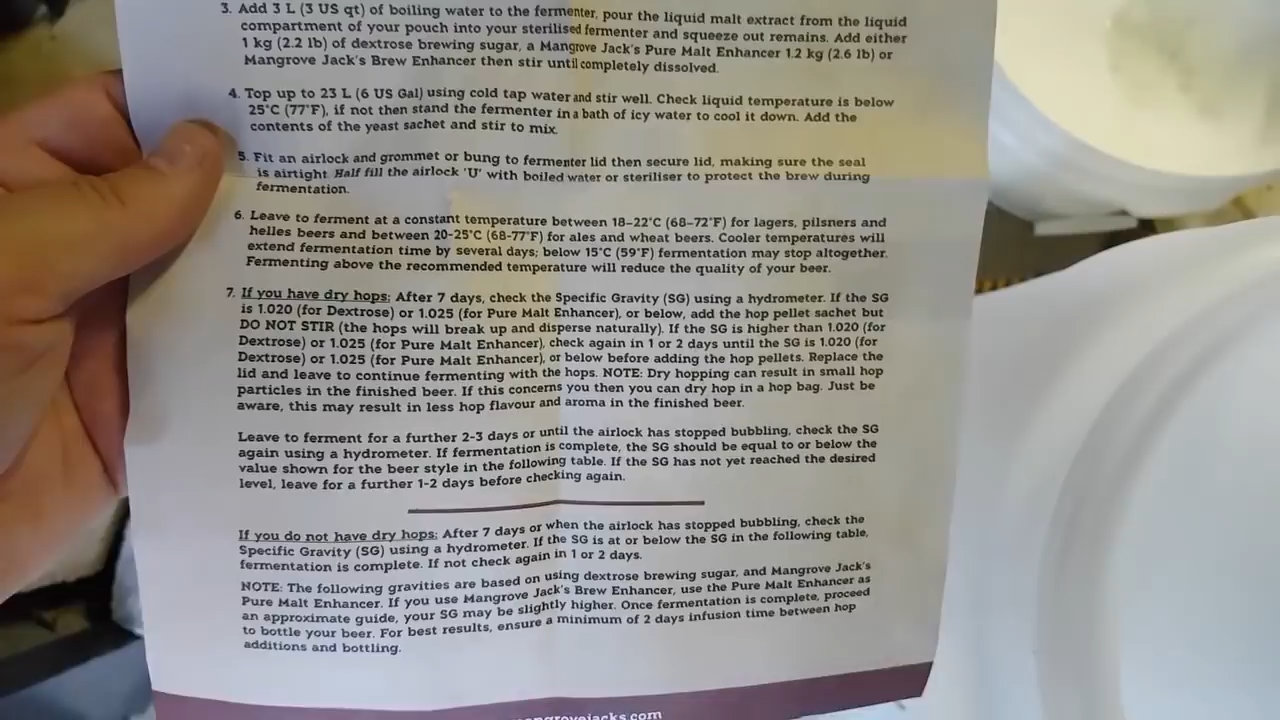 3. Add 3 L (3 US qt) of boiling water to the fermenter, pour the liquid malt extract from the liquid
compartment of your pouch into your sterilised fermenter and squeeze out remains. Add either
1 kg (2.2 lb) of dextrose brewing sugar, a Mangrove Jack's Pure Malt Enhancer 1.2 kg (2.6 lb) or
Mangrove Jack's Brew Enhancer then stir until completely dissolved.
4. Top up to 23 L (6 US Gal) using cold tap water and stir well. Check liquid temperature is below
25°C (77°F), if not then stand the fermenter in a bath of icy water to cool it down. Add the
contents of the yeast sachet and stir to mix.
5. Fit an airlock and grommet or bung to fermenter lid then secure lid, making sure the seal
is airtight. Half fill the airlock 'U' with boiled water or steriliser to protect the brew during
fermentation.
6. Leave to ferment at a constant temperature between 18–22°C (68–72°F) for lagers, pilsners and
helles beers and between 20-25°C (68-77°F) for ales and wheat beers. Cooler temperatures will
extend fermentation time by several days; below 15°C (59°F) fermentation may stop altogether.
Fermenting above the recommended temperature will reduce the quality of your beer.
7. If you have dry hops: After 7 days, check the Specific Gravity (SG) using a hydrometer. If the SG
is 1.020 (for Dextrose) or 1.025 (for Pure Malt Enhancer), or below, add the hop pellet sachet but
DO NOT STIR (the hops will break up and disperse naturally). If the SG is higher than 1.020 (for
Dextrose) or 1.025 (for Pure Malt Enhancer), check again in 1 or 2 days until the SG is 1.020 (for
Dextrose) or 1.025 (for Pure Malt Enhancer), or below before adding the hop pellets. Replace the
lid and leave to continue fermenting with the hops. NOTE: Dry hopping can result in small hop
particles in the finished beer. If this concerns you then you can dry hop in a hop bag. Just be
aware, this may result in less hop flavour and aroma in the finished beer.
Leave to ferment for a further 2-3 days or until the airlock has stopped bubbling, check the SG
again using a hydrometer. If fermentation is complete, the SG should be equal to or below the
value shown for the beer style in the following table. If the SG has not yet reached the desired
level, leave for a further 1-2 days before checking again.
If you do not have dry hops: After 7 days or when the airlock has stopped bubbling, check the
Specific Gravity (SG) using a hydrometer. If the SG is at or below the SG in the following table,
fermentation is complete. If not check again in 1 or 2 days.
NOTE: The following gravities are based on using dextrose brewing sugar, and Mangrove Jack's
Pure Malt Enhancer. If you use Mangrove Jack's Brew Enhancer, use the Pure Malt Enhancer as
an approximate guide, your SG may be slightly higher. Once fermentation is complete, proceed
to bottle your beer. For best results, ensure a minimum of 2 days infusion time between hop
additions and bottling.